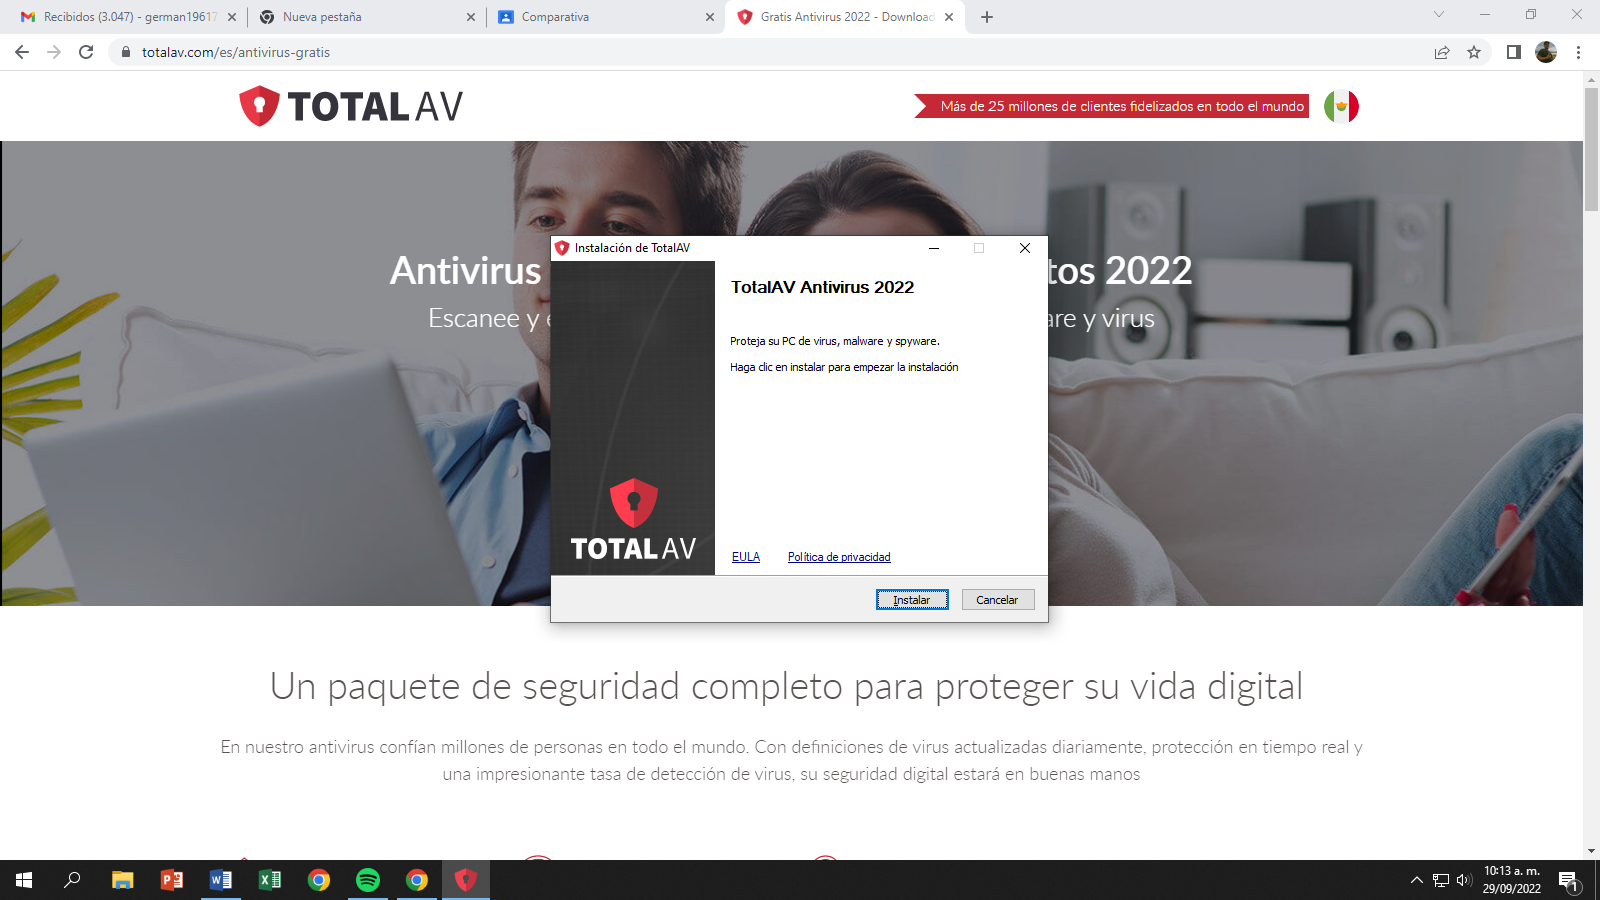 Recibidos (3.047) - german19617
Nueva pestaña
Comparativa
Gratis Antivirus 2022 - Download
totalav.com/es/antivirus-gratis
TOTALAV
Más de 25 millones de clientes fidelizados en todo el mundo
Antivirus
tos 2022
Escanee y e
are y virus
Instalación de TotalAV
TotalAV Antivirus 2022
Proteja su PC de virus, malware y spyware.
Haga clic en instalar para empezar la instalación
TOTALAV
EULA
Política de privacidad
Instalar
Cancelar
Un paquete de seguridad completo para proteger su vida digital
En nuestro antivirus confían millones de personas en todo el mundo. Con definiciones de virus actualizadas diariamente, protección en tiempo real y
una impresionante tasa de detección de virus, su seguridad digital estará en buenas manos
10:13 a. m.
29/09/2022
1